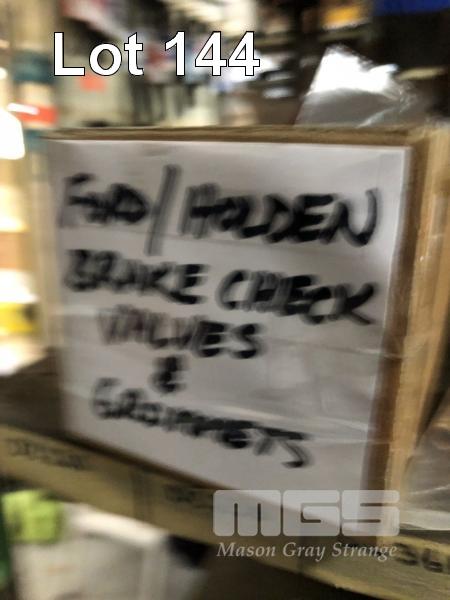 Lot 144
FORD/HOLDEN
BRAKE CHECK
VALVES
&
GROMMETS
MGS
Mason Gray Strange